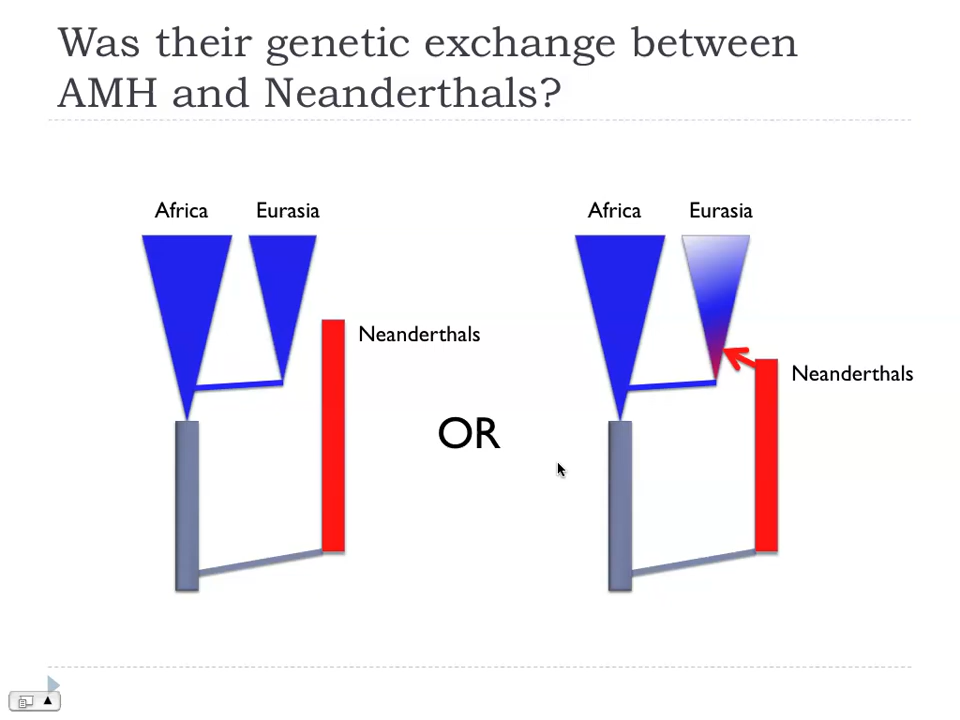 Was their genetic exchange between
AMH and Neanderthals?
Africa Eurasia
Africa Eurasia
Neanderthals
Neanderthals
OR